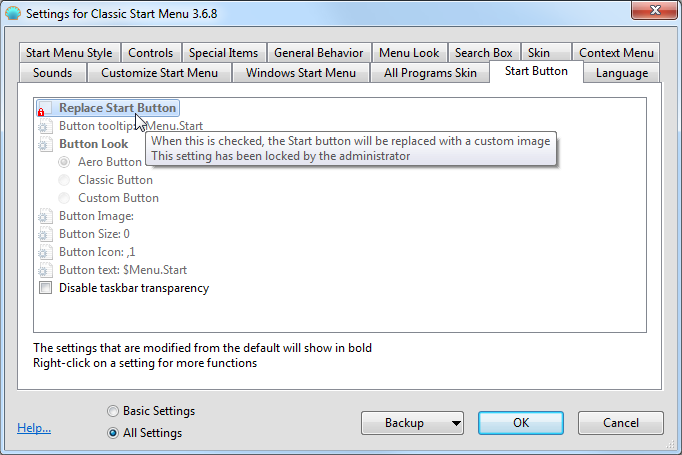 Settings for Classic Start Menu 3.6.8
Start Menu Style
Controls
Special Items
General Behavior
Menu Look
Search Box
Skin
Context Menu
Sounds
Customize Start Menu
Windows Start Menu
All Programs Skin
Start Button
Language
Replace Start Button
Button tooltip: $Menu.Start
When this is checked, the Start button will be replaced with a custom image
This setting has been locked by the administrator
Button Look
Aero Button
Classic Button
Custom Button
Button Image:
Button Size: 0
Button Icon: ,1
Button text: $Menu.Start
Disable taskbar transparency
The settings that are modified from the default will show in bold
Right-click on a setting for more functions
Help...
Basic Settings
All Settings
Backup
OK
Cancel